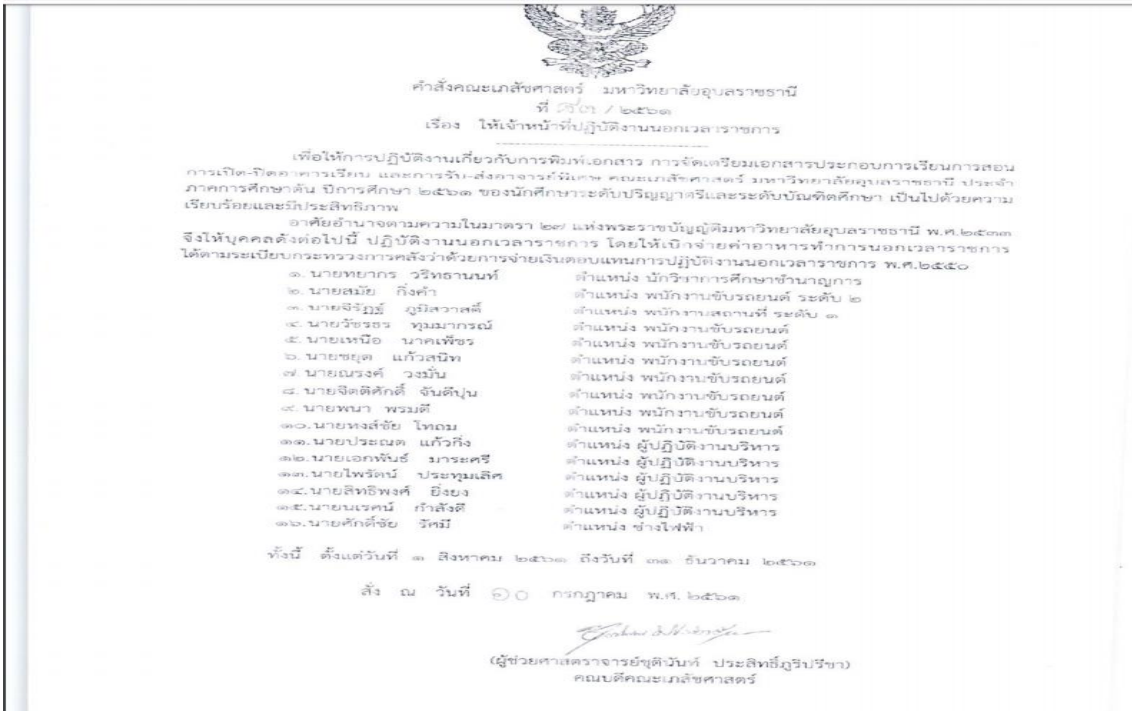 คำสั่งคณะเภสัชศาสตร์ มหาวิทยาลัยอุบลราชธานี
ที่ / ๒๕๖๑
เรื่อง ให้เจ้าหน้าที่ปฏิบัติงานนอกเวลาราชการ
เพื่อให้การปฏิบัติงานเกี่ยวกับการพิมพ์เอกสาร การจัดเตรียมเอกสารประกอบการเรียนการสอน
การเปิด-ปิดอาคารเรียน และการรับ-ส่งอาจารย์พิเศษ คณะเภสัชศาสตร์ มหาวิทยาลัยอุบลราชธานี ประจำ
ภาคการศึกษาต้น ปีการศึกษา ๒๕๖๑ ของนักศึกษาระดับปริญญาตรีและระดับบัณฑิตศึกษา เป็นไปด้วยความ
เรียบร้อยและมีประสิทธิภาพ
อาศัยอำนาจตามความในมาตรา ๒๗ แห่งพระราชบัญญัติมหาวิทยาลัยอุบลราชธานี พ.ศ.๒๕๓๓
จึงให้บุคคลดังต่อไปนี้ ปฏิบัติงานนอกเวลาราชการ โดยให้เบิกจ่ายค่าอาหารทำการนอกเวลาราชการ
ได้ตามระเบียบกระทรวงการคลังว่าด้วยการจ่ายเงินตอบแทนการปฏิบัติงานนอกเวลาราชการ พ.ศ.๒๕๕๐
๑. นายทยากร วริทธานนท์ ตำแหน่ง นักวิชาการศึกษาชำนาญการ
๒. นายสมัย กิ่งคำ ตำแหน่ง พนักงานขับรถยนต์ ระดับ ๒
๓. นายจิรัฏฐ์ ภูมิสวาสดิ์ ตำแหน่ง พนักงานสถานที่ ระดับ ๑
๔. นายวัชรธร ทุมมากรณ์ ตำแหน่ง พนักงานขับรถยนต์
๕. นายเหนือ นาคเพ็ชร ตำแหน่ง พนักงานขับรถยนต์
๖. นายชยุต แก้วสนิท ตำแหน่ง พนักงานขับรถยนต์
๗. นายณรงค์ วงมั่น ตำแหน่ง พนักงานขับรถยนต์
๘. นายจิตติศักดิ์ จันดีปุน ตำแหน่ง พนักงานขับรถยนต์
๙. นายพนา พรมดี ตำแหน่ง พนักงานขับรถยนต์
๑๐. นายหงส์ชัย ไทถม ตำแหน่ง พนักงานขับรถยนต์
๑๑. นายประณต แก้วกิ่ง ตำแหน่ง ผู้ปฏิบัติงานบริหาร
๑๒. นายเอกพันธ์ มาระศรี ตำแหน่ง ผู้ปฏิบัติงานบริหาร
๑๓. นายไพรัตน์ ประทุมเลิศ ตำแหน่ง ผู้ปฏิบัติงานบริหาร
๑๔. นายสิทธิพงศ์ ยิ่งยง ตำแหน่ง ผู้ปฏิบัติงานบริหาร
๑๕. นายนเรศน์ กำลังดี ตำแหน่ง ผู้ปฏิบัติงานบริหาร
๑๖. นายศักดิ์ชัย รัศมี ตำแหน่ง ช่างไฟฟ้า
ทั้งนี้ ตั้งแต่วันที่ ๑ สิงหาคม ๒๕๖๑ ถึงวันที่ ๓๑ ธันวาคม ๒๕๖๑
สั่ง ณ วันที่ ๑๐ กรกฎาคม พ.ศ. ๒๕๖๑
(ผู้ช่วยศาสตราจารย์ชุตินันท์ ประสิทธิ์ภูริปรีชา)
คณบดีคณะเภสัชศาสตร์